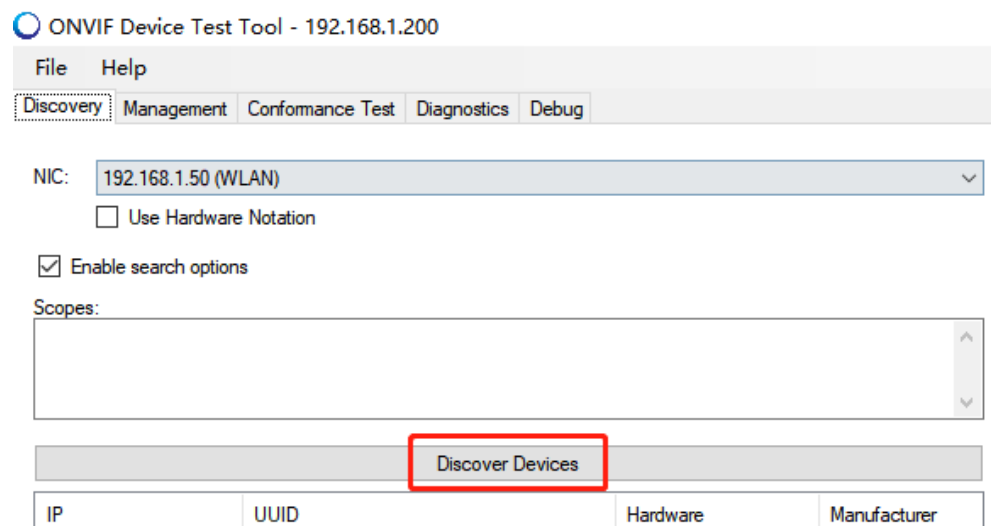 ONVIF Device Test Tool - 192.168.1.200
File Help
Discovery Management Conformance Test Diagnostics Debug
NIC: 192.168.1.50 (WLAN)
Use Hardware Notation
Enable search options
Scopes:
Discover Devices
IP UUID Hardware Manufacturer